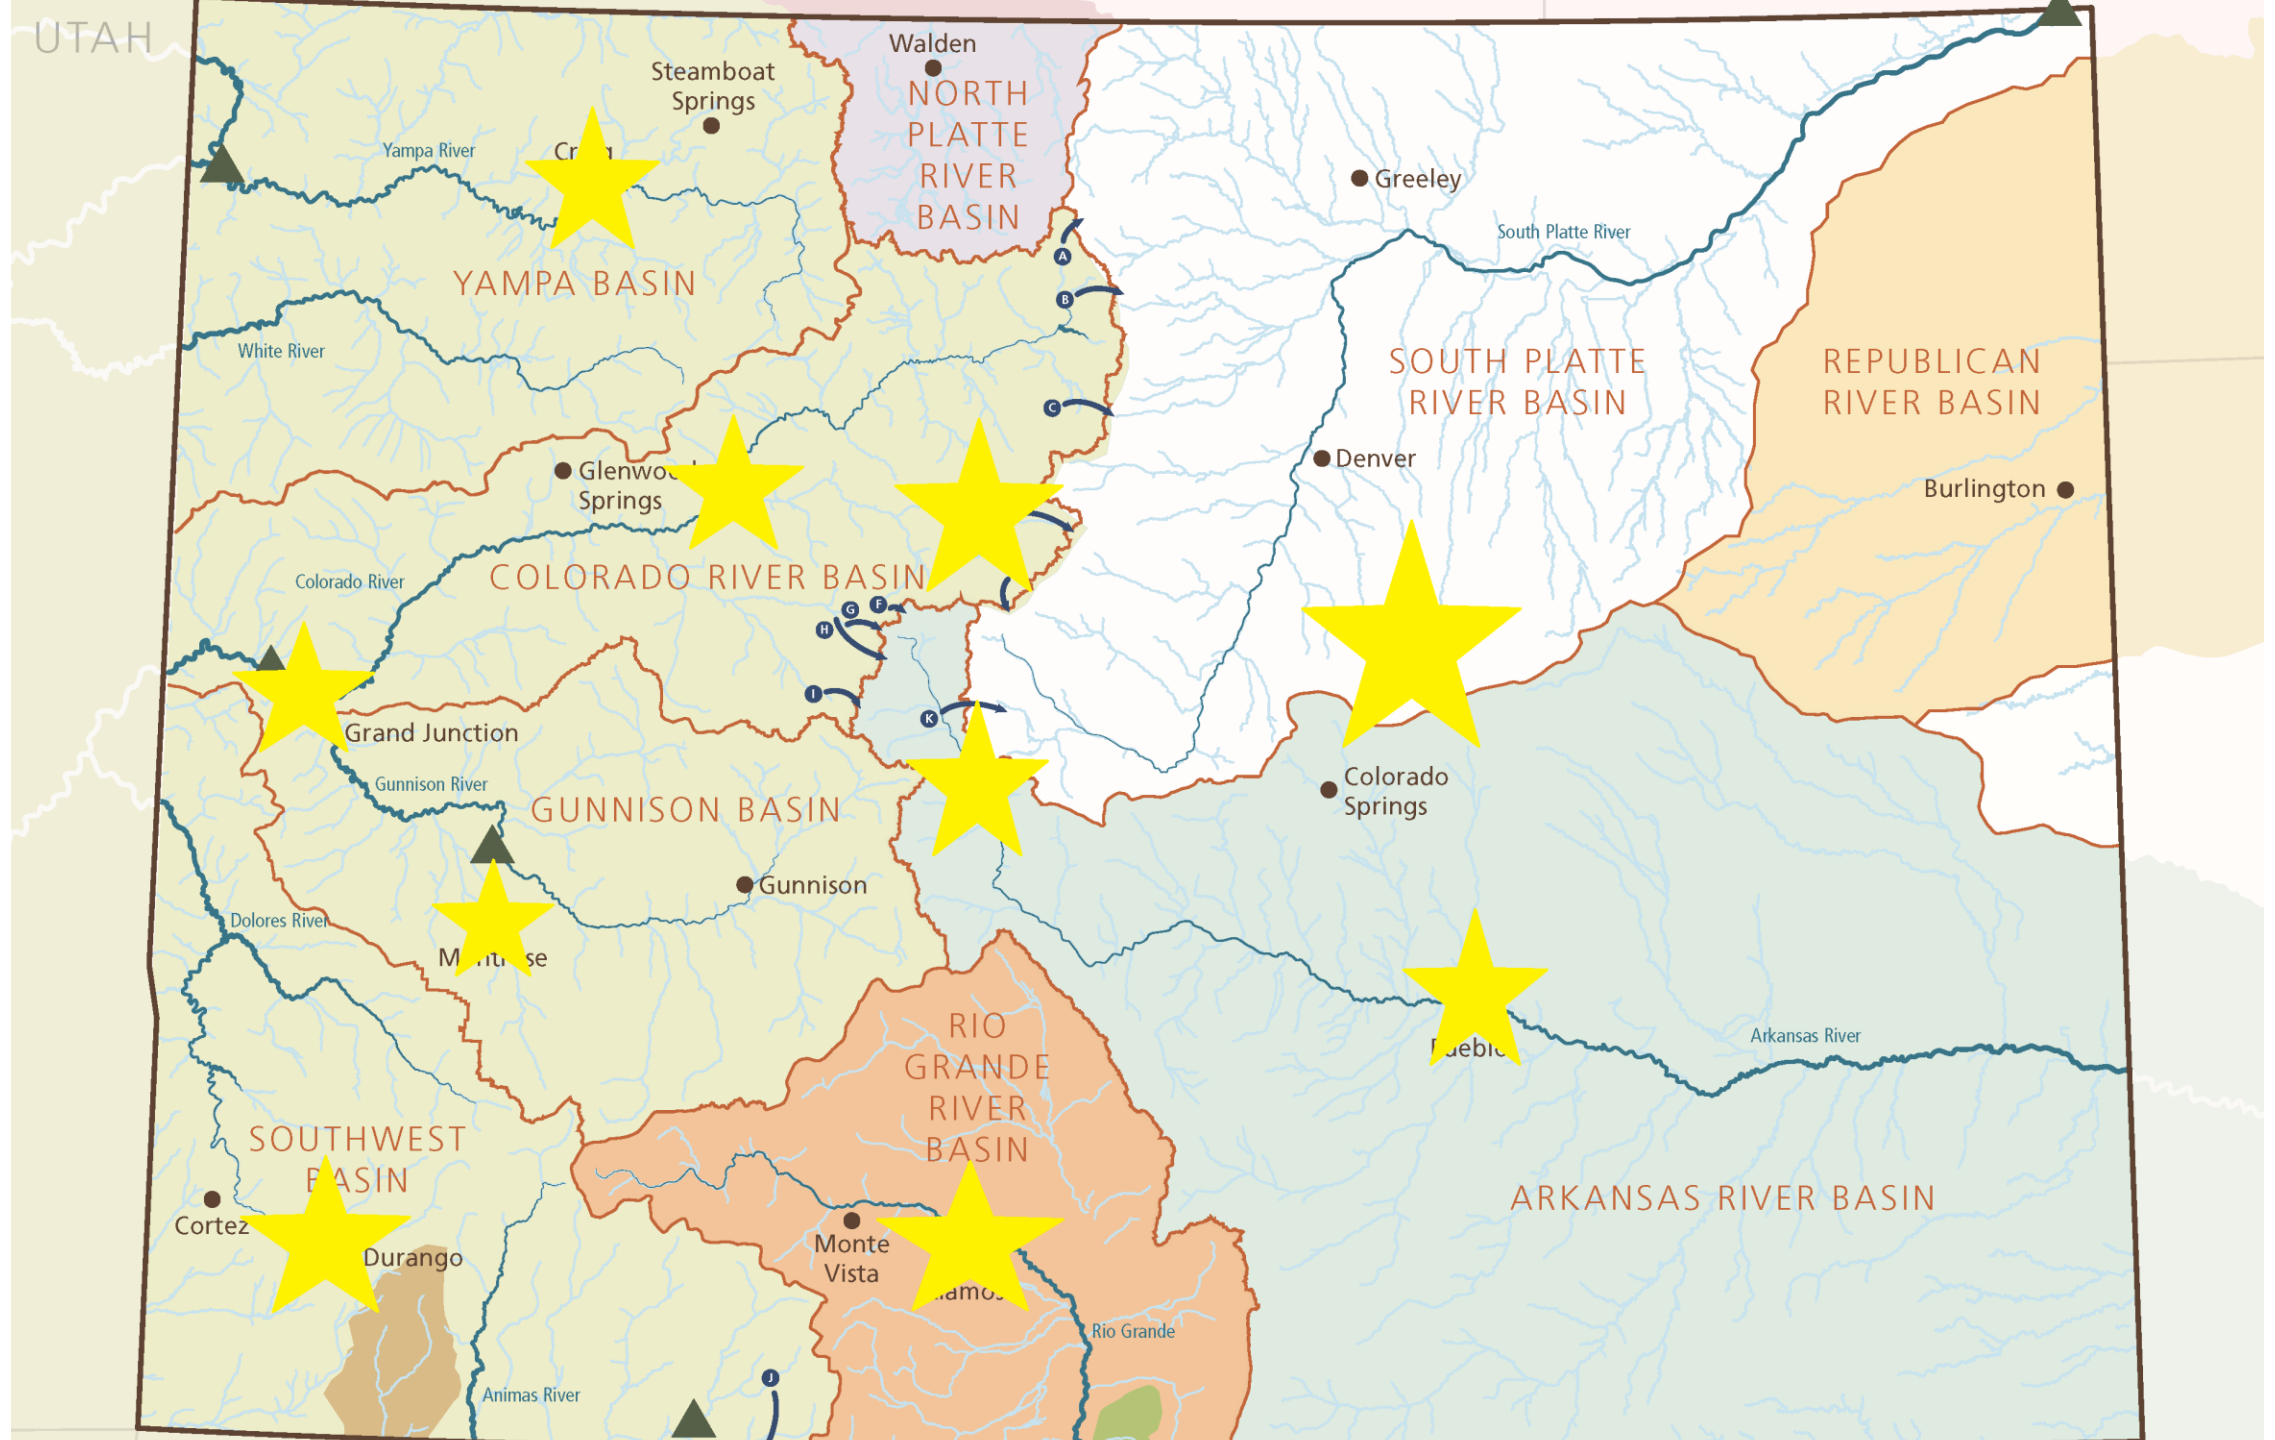 UTAH
Walden
Steamboat
Springs
NORTH
PLATTE
RIVER
BASIN
Yampa River
Greeley
South Platte River
A
YAMPA BASIN
B
White River
SOUTH PLATTE
RIVER BASIN
REPUBLICAN
RIVER BASIN
C
Denver
Springs
Burlington
Colorado River
COLORADO RIVER BASIN
G
F
H
I
K
Grand Junction
Gunnison River
GUNNISON BASIN
Colorado
Springs
Gunnison
Dolores River
RIO
GRANDE
RIVER
BASIN
Arkansas River
SOUTHWEST
BASIN
ARKANSAS RIVER BASIN
Cortez
Durango
Monte
Vista
Rio Grande
J
Animas River